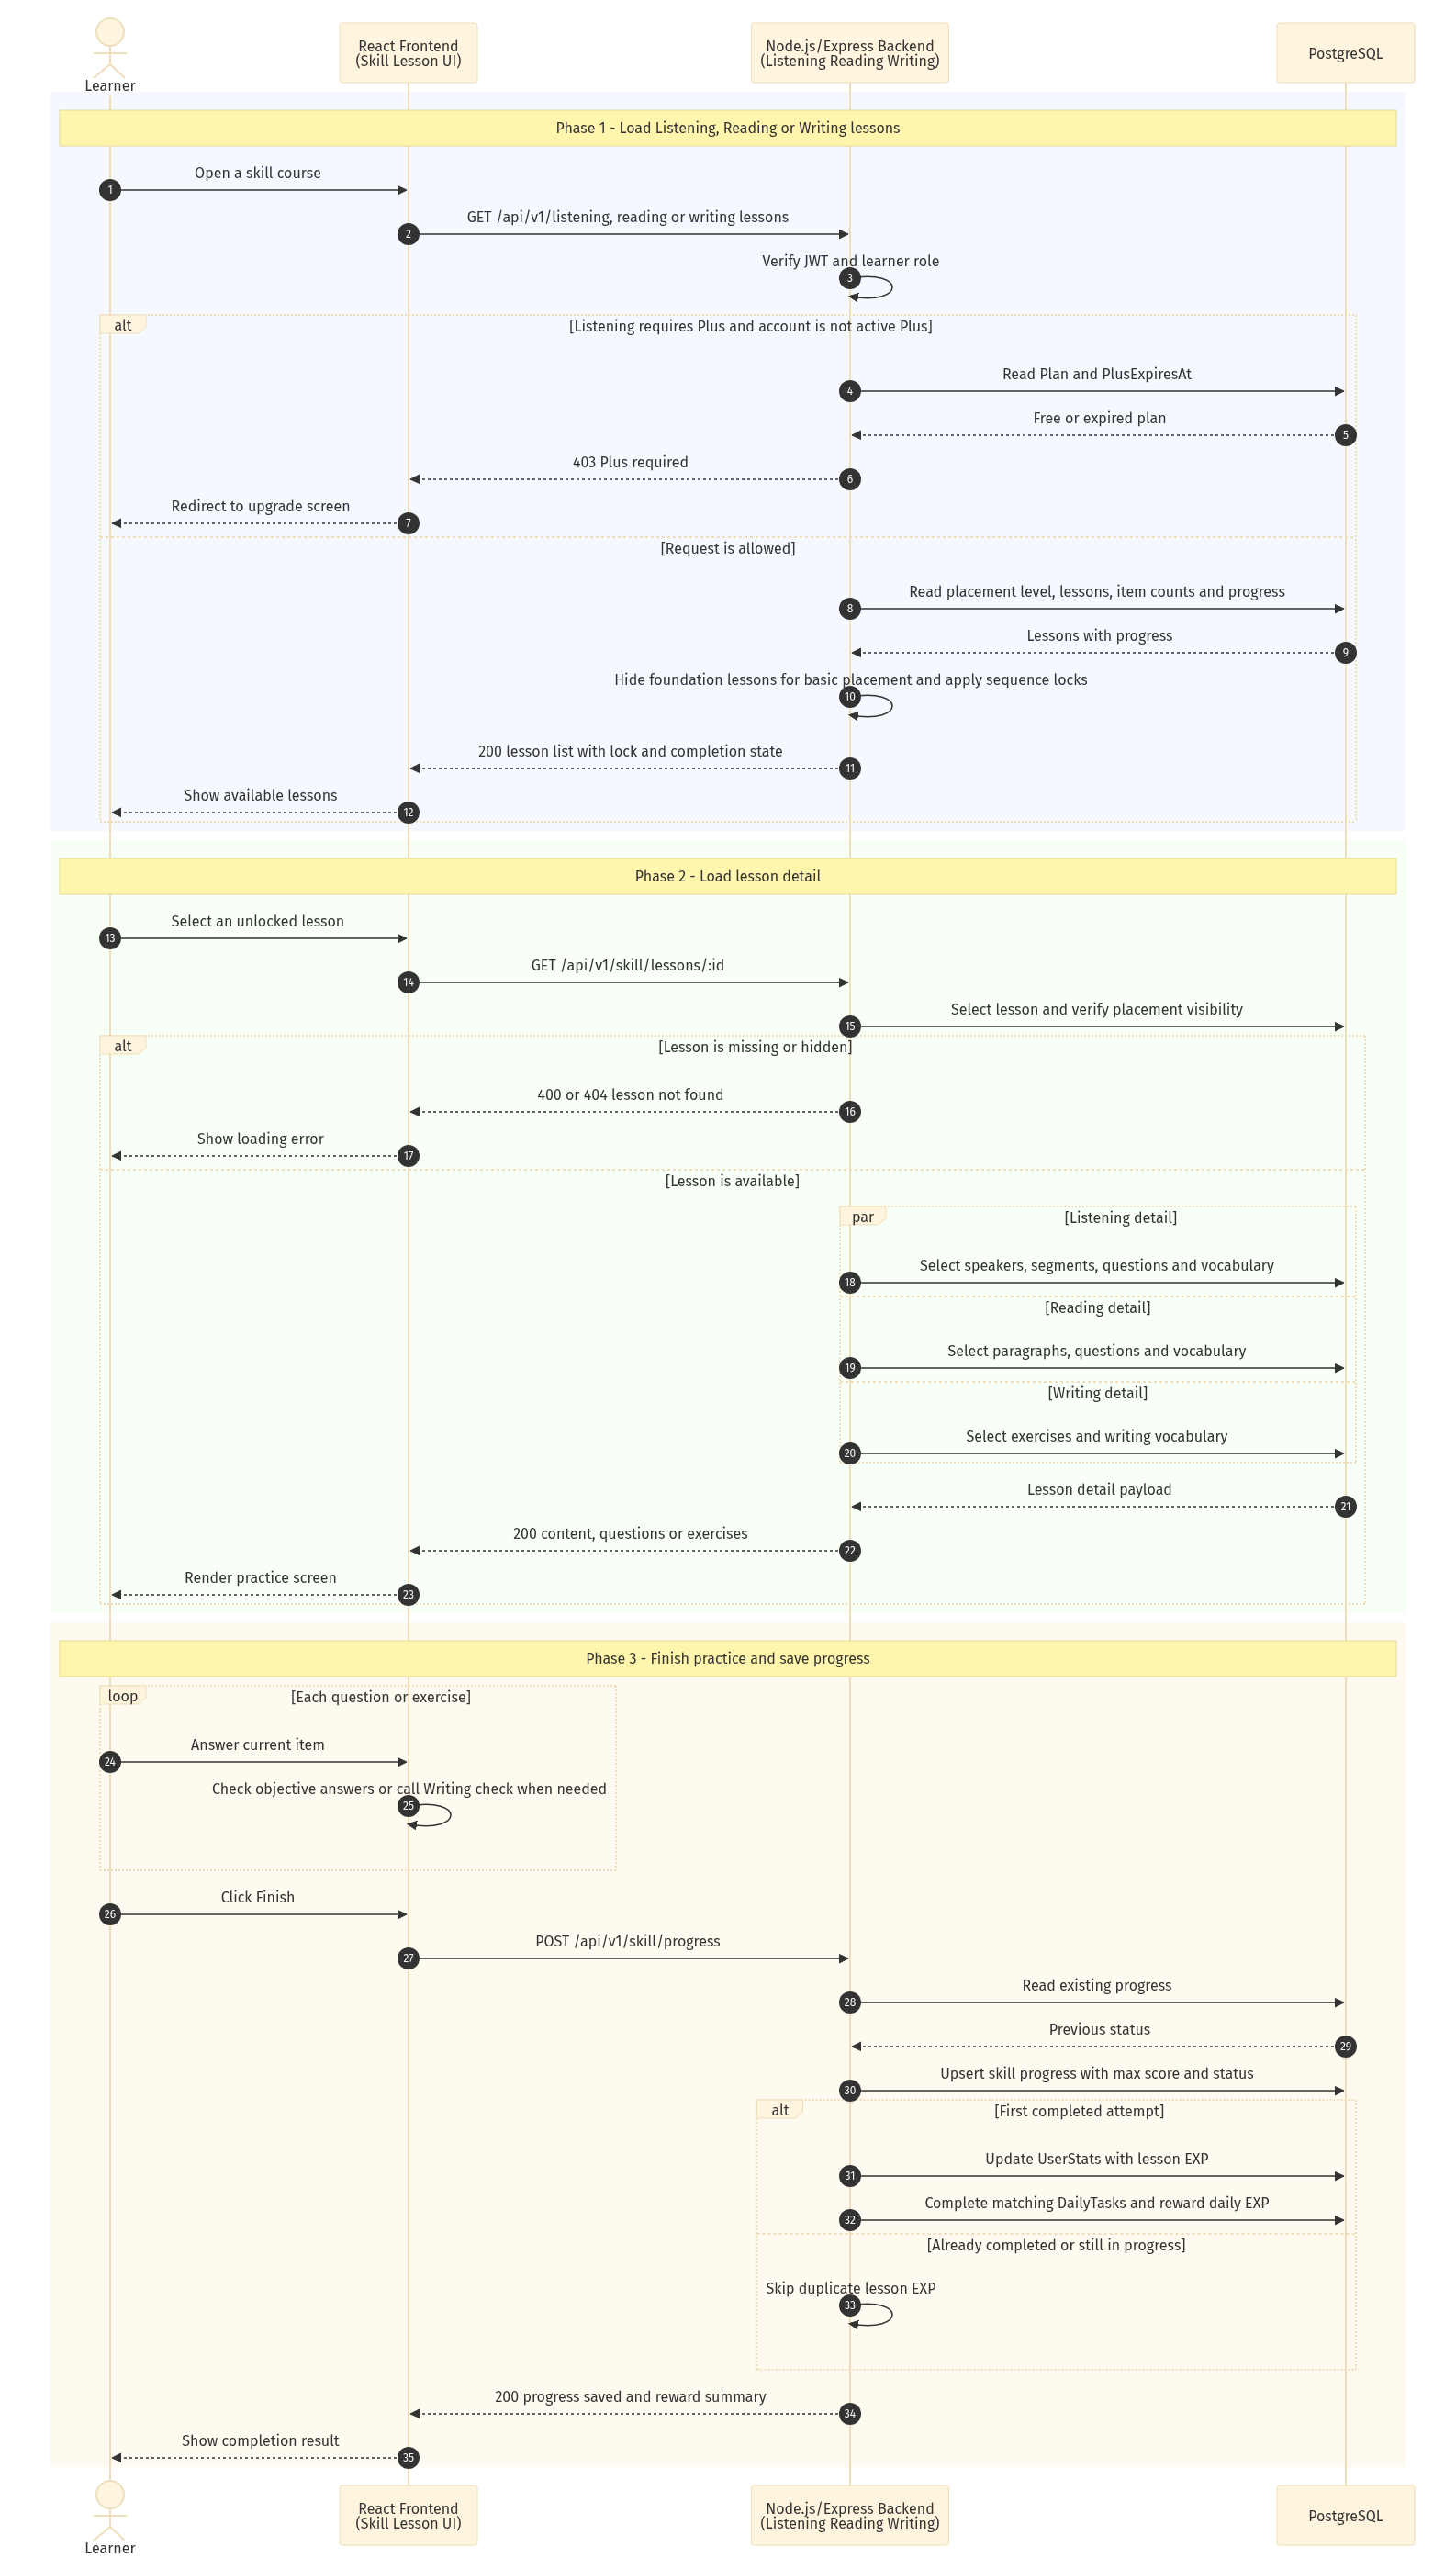 Learner
React Frontend
(Skill Lesson UI)
Node.js/Express Backend
(Listening Reading Writing)
PostgreSQL
Phase 1 - Load Listening, Reading or Writing lessons
Open a skill course
1
GET /api/v1/listening, reading or writing lessons
2
Verify JWT and learner role
3
alt
[Listening requires Plus and account is not active Plus]
Read Plan and PlusExpiresAt
4
Free or expired plan
5
403 Plus required
6
Redirect to upgrade screen
7
[Request is allowed]
Read placement level, lessons, item counts and progress
8
Lessons with progress
9
Hide foundation lessons for basic placement and apply sequence locks
10
200 lesson list with lock and completion state
11
Show available lessons
12
Phase 2 - Load lesson detail
Select an unlocked lesson
13
GET /api/v1/skill/lessons/:id
14
Select lesson and verify placement visibility
15
alt
[Lesson is missing or hidden]
400 or 404 lesson not found
16
Show loading error
17
[Lesson is available]
par
[Listening detail]
Select speakers, segments, questions and vocabulary
18
[Reading detail]
Select paragraphs, questions and vocabulary
19
[Writing detail]
Select exercises and writing vocabulary
20
Lesson detail payload
21
200 content, questions or exercises
22
Render practice screen
23
Phase 3 - Finish practice and save progress
loop
[Each question or exercise]
Answer current item
24
Check objective answers or call Writing check when needed
25
Click Finish
26
POST /api/v1/skill/progress
27
Read existing progress
28
Previous status
29
Upsert skill progress with max score and status
30
alt
[First completed attempt]
Update UserStats with lesson EXP
31
Complete matching DailyTasks and reward daily EXP
32
[Already completed or still in progress]
Skip duplicate lesson EXP
33
200 progress saved and reward summary
34
Show completion result
35
Learner
React Frontend
(Skill Lesson UI)
Node.js/Express Backend
(Listening Reading Writing)
PostgreSQL